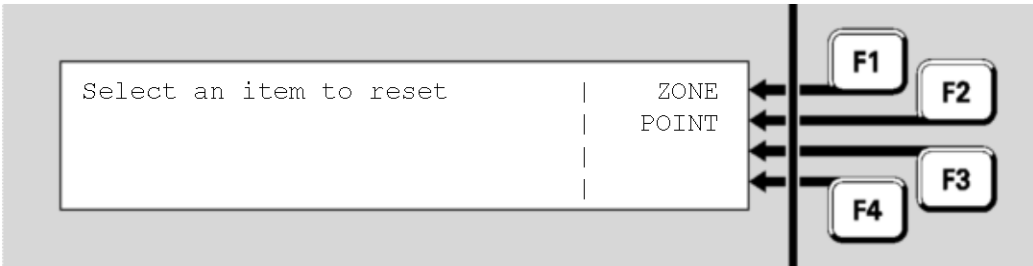 Select an item to reset | ZONE
| POINT
|
|
F1
F2
F3
F4